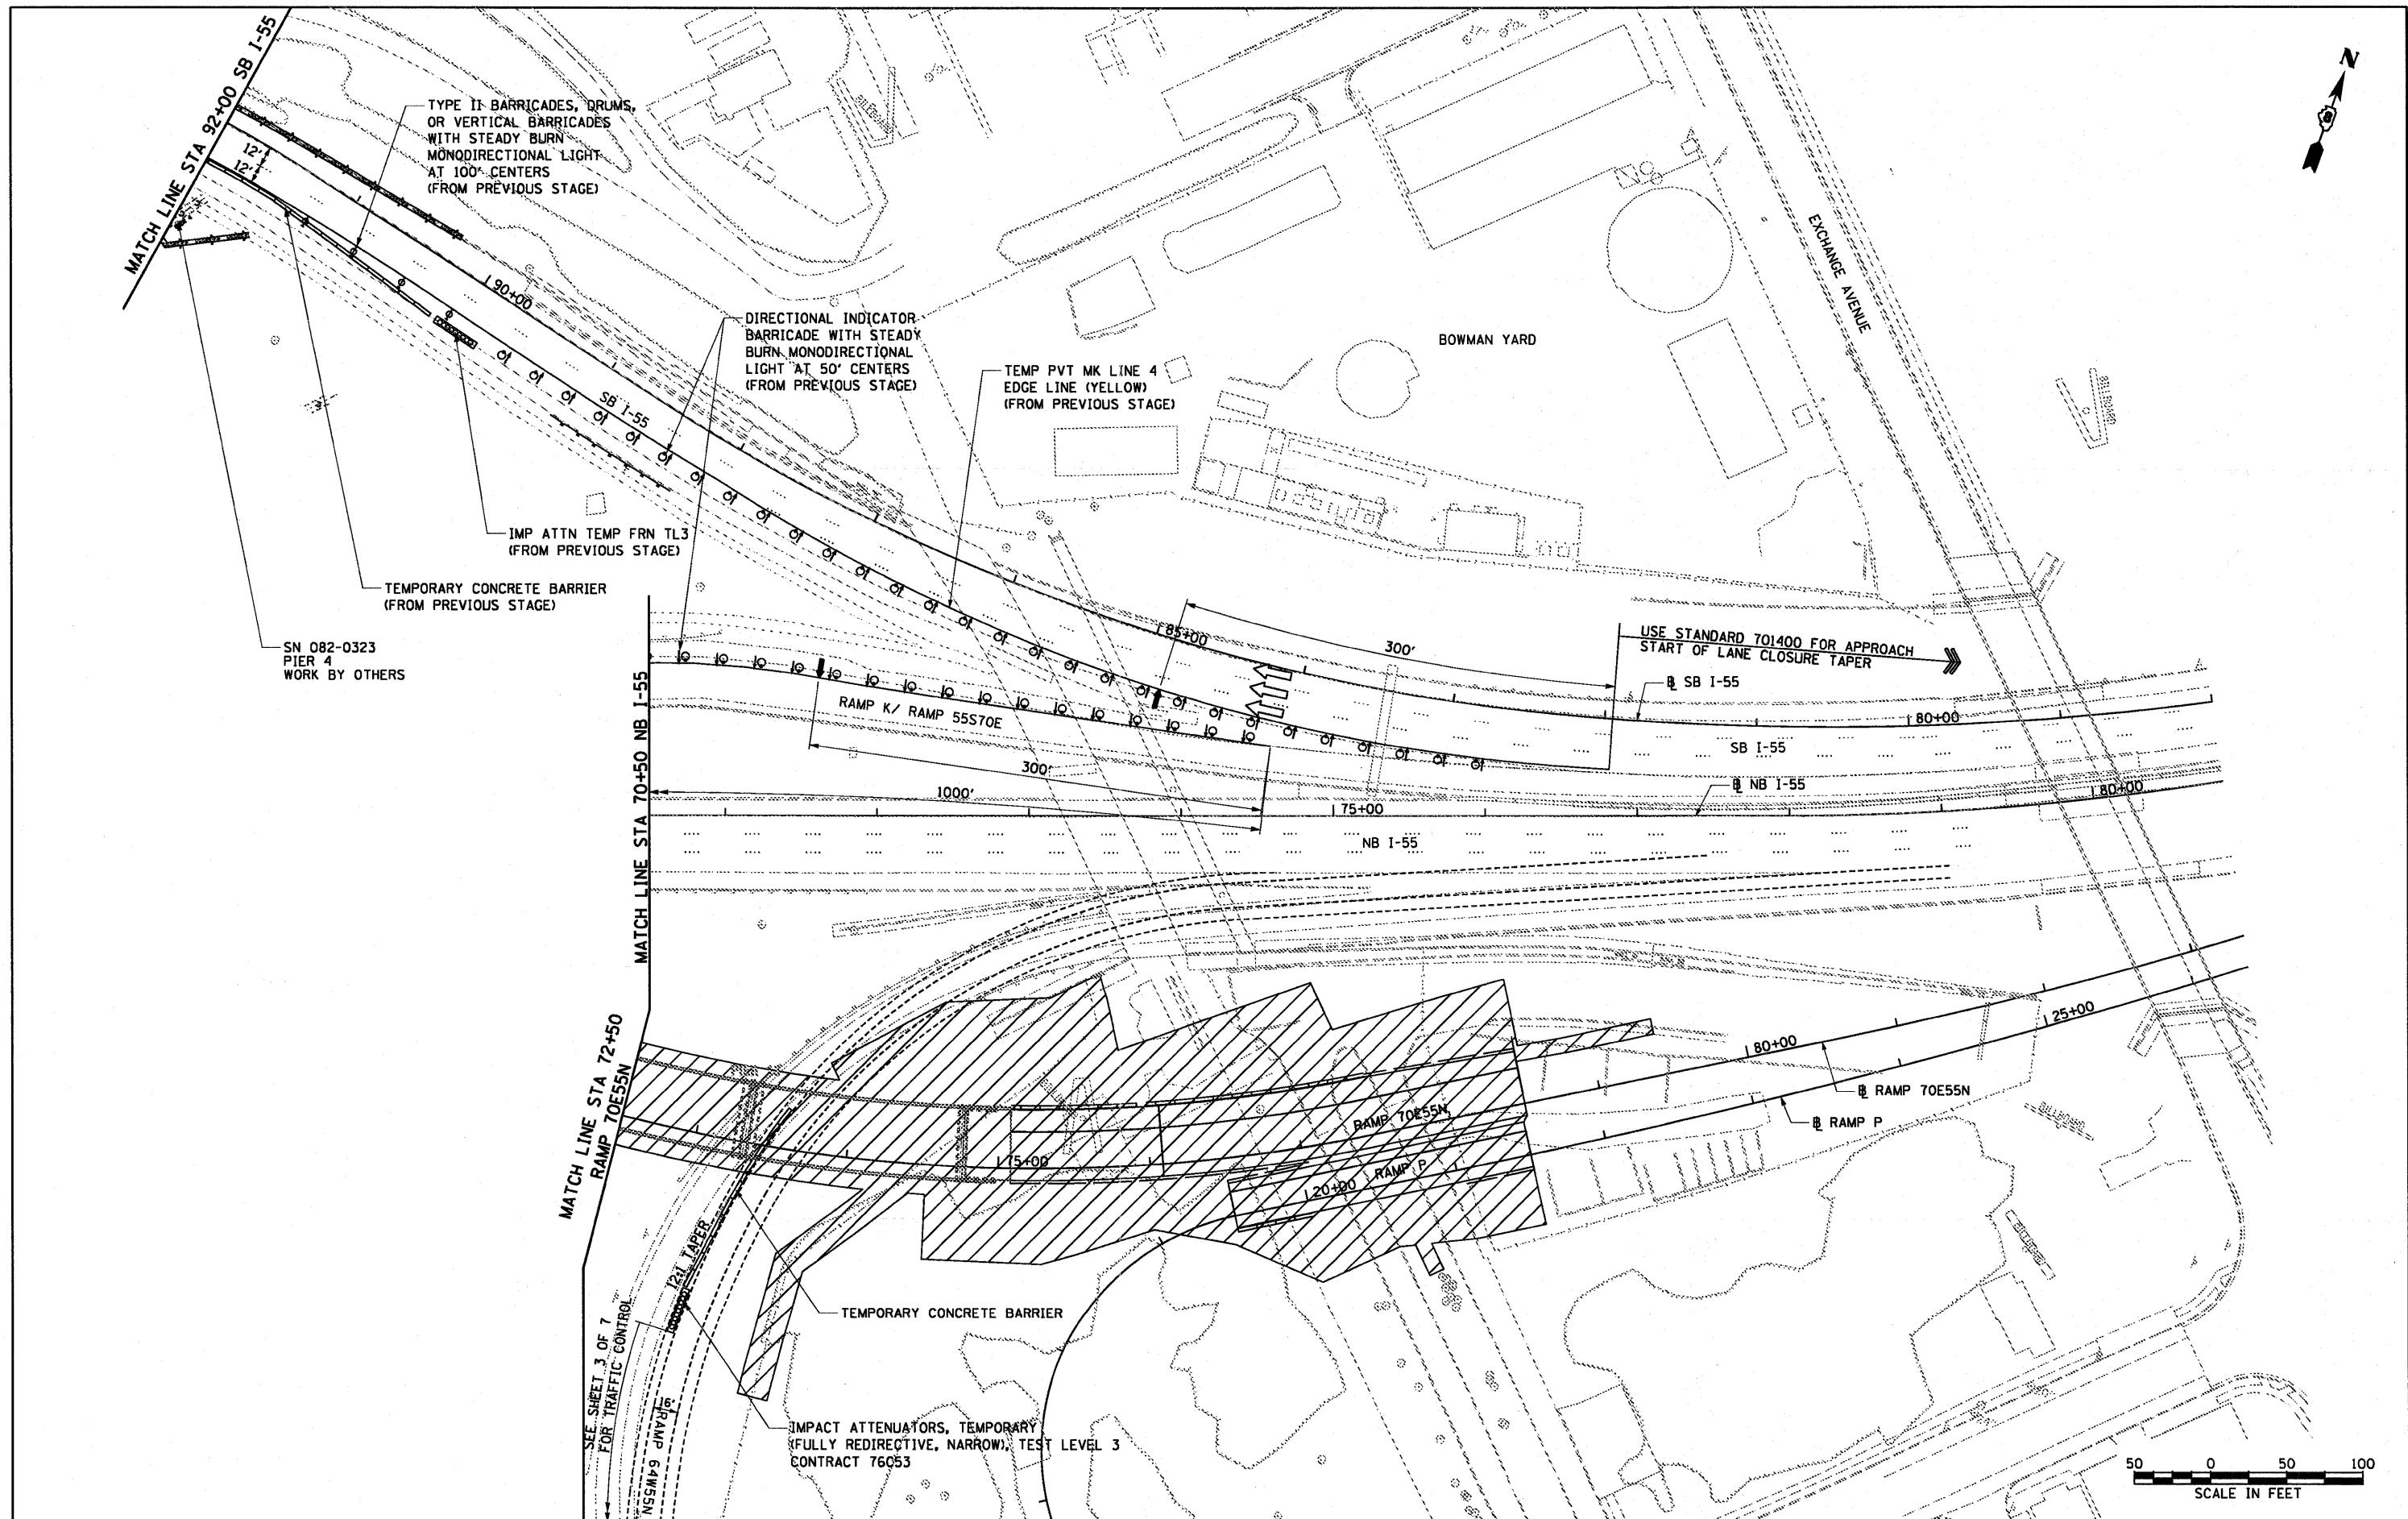 MATCH LINE STA 92+00 SB I-55
TYPE II BARRICADES, DRUMS,
OR VERTICAL BARRICADES
WITH STEADY BURN
MONODIRECTIONAL LIGHT
AT 100' CENTERS
(FROM PREVIOUS STAGE)
12'
12'
N
EXCHANGE AVENUE
BOWMAN YARD
BILLBOARD
90+00
DIRECTIONAL INDICATOR
BARRICADE WITH STEADY
BURN MONODIRECTIONAL
LIGHT AT 50' CENTERS
(FROM PREVIOUS STAGE)
TEMP PVT MK LINE 4
EDGE LINE (YELLOW)
(FROM PREVIOUS STAGE)
SB I-55
IMP ATTN TEMP FRN TL3
(FROM PREVIOUS STAGE)
TEMPORARY CONCRETE BARRIER
(FROM PREVIOUS STAGE)
SN 082-0323
PIER 4
WORK BY OTHERS
85+00
300'
USE STANDARD 701400 FOR APPROACH
START OF LANE CLOSURE TAPER
B SB I-55
80+00
SB I-55
RAMP K/ RAMP 55S70E
300'
1000'
B NB I-55
80+00
75+00
NB I-55
MATCH LINE STA 70+50 NB I-55
MATCH LINE STA 72+50
RAMP 70E55N
25+00
80+00
B RAMP 70E55N
B RAMP P
RAMP 70E55N
75+00
RAMP P
20+00
BILLBOARD
12:1 TAPER
TEMPORARY CONCRETE BARRIER
SEE SHEET 3 OF 7
FOR TRAFFIC CONTROL
16'
RAMP 64W55N
IMPACT ATTENUATORS, TEMPORARY
(FULLY REDIRECTIVE, NARROW), TEST LEVEL 3
CONTRACT 76C53
50 0 50 100
SCALE IN FEET